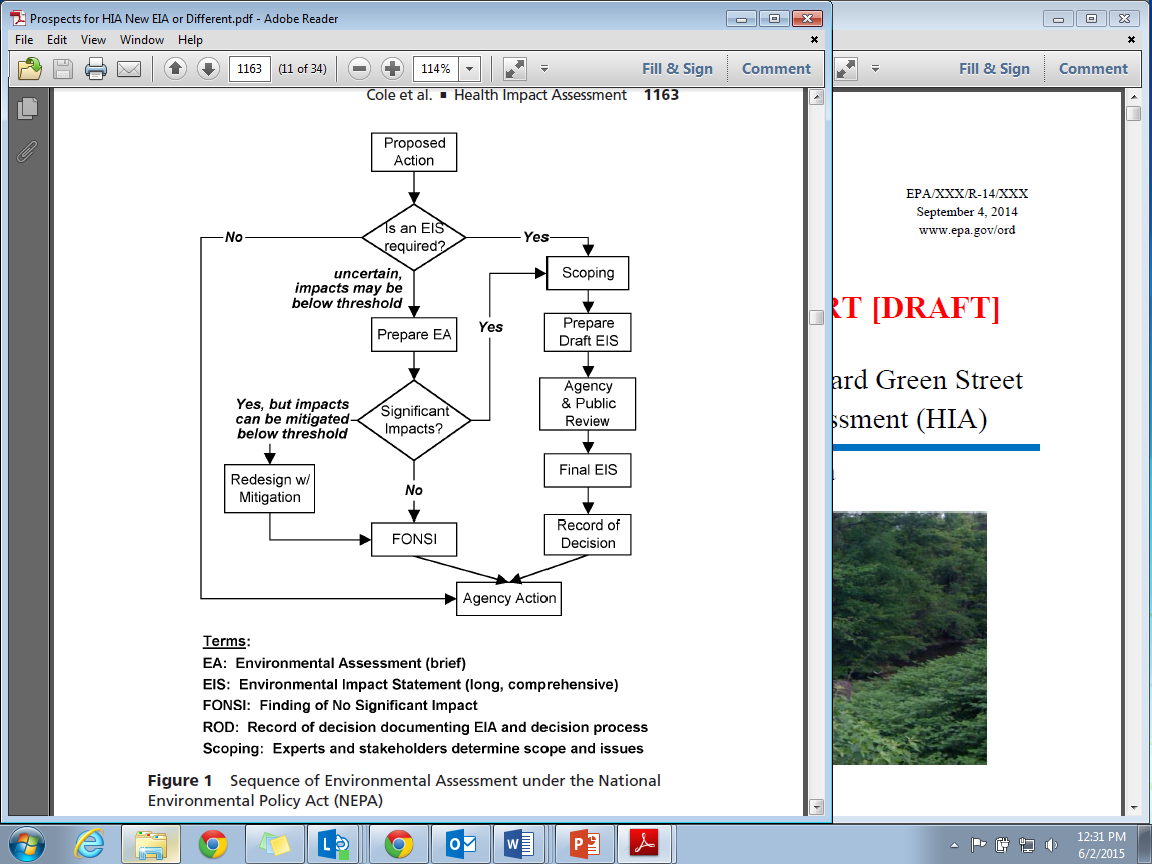 Prospects for HIA New EIA or Different.pdf - Adobe Reader
File Edit View Window Help
1163 (11 of 34) 114% Fill & Sign Comment
Cole et al. ▪ Health Impact Assessment 1163
Proposed
Action
Is an EIS
required?
No
Yes
uncertain,
impacts may be
below threshold
Scoping
Prepare EA
Yes
Prepare
Draft EIS
Significant
Impacts?
Yes, but impacts
can be mitigated
below threshold
Agency
& Public
Review
Redesign w/
Mitigation
No
Final EIS
FONSI
Record of
Decision
Agency Action
Terms:
EA: Environmental Assessment (brief)
EIS: Environmental Impact Statement (long, comprehensive)
FONSI: Finding of No Significant Impact
ROD: Record of decision documenting EIA and decision process
Scoping: Experts and stakeholders determine scope and issues
Figure 1 Sequence of Environmental Assessment under the National
Environmental Policy Act (NEPA)
Fill & Sign Comment
EPA/XXX/R-14/XXX
September 4, 2014
www.epa.gov/ord
RT [DRAFT]
ard Green Street
ssment (HIA)
12:31 PM
6/2/2015